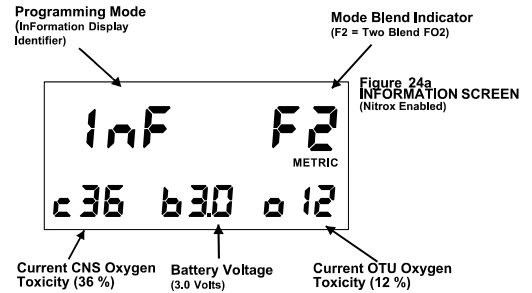 Programming Mode
(InFormation Display
Identifier)
Mode Blend Indicator
(F2 = Two Blend FO2)
Figure 24a
INFORMATION SCREEN
(Nitrox Enabled)
InF F2
METRIC
c36 b3.0 o12
Current CNS Oxygen
Toxicity (36 %)
Battery Voltage
(3.0 Volts)
Current OTU Oxygen
Toxicity (12 %)